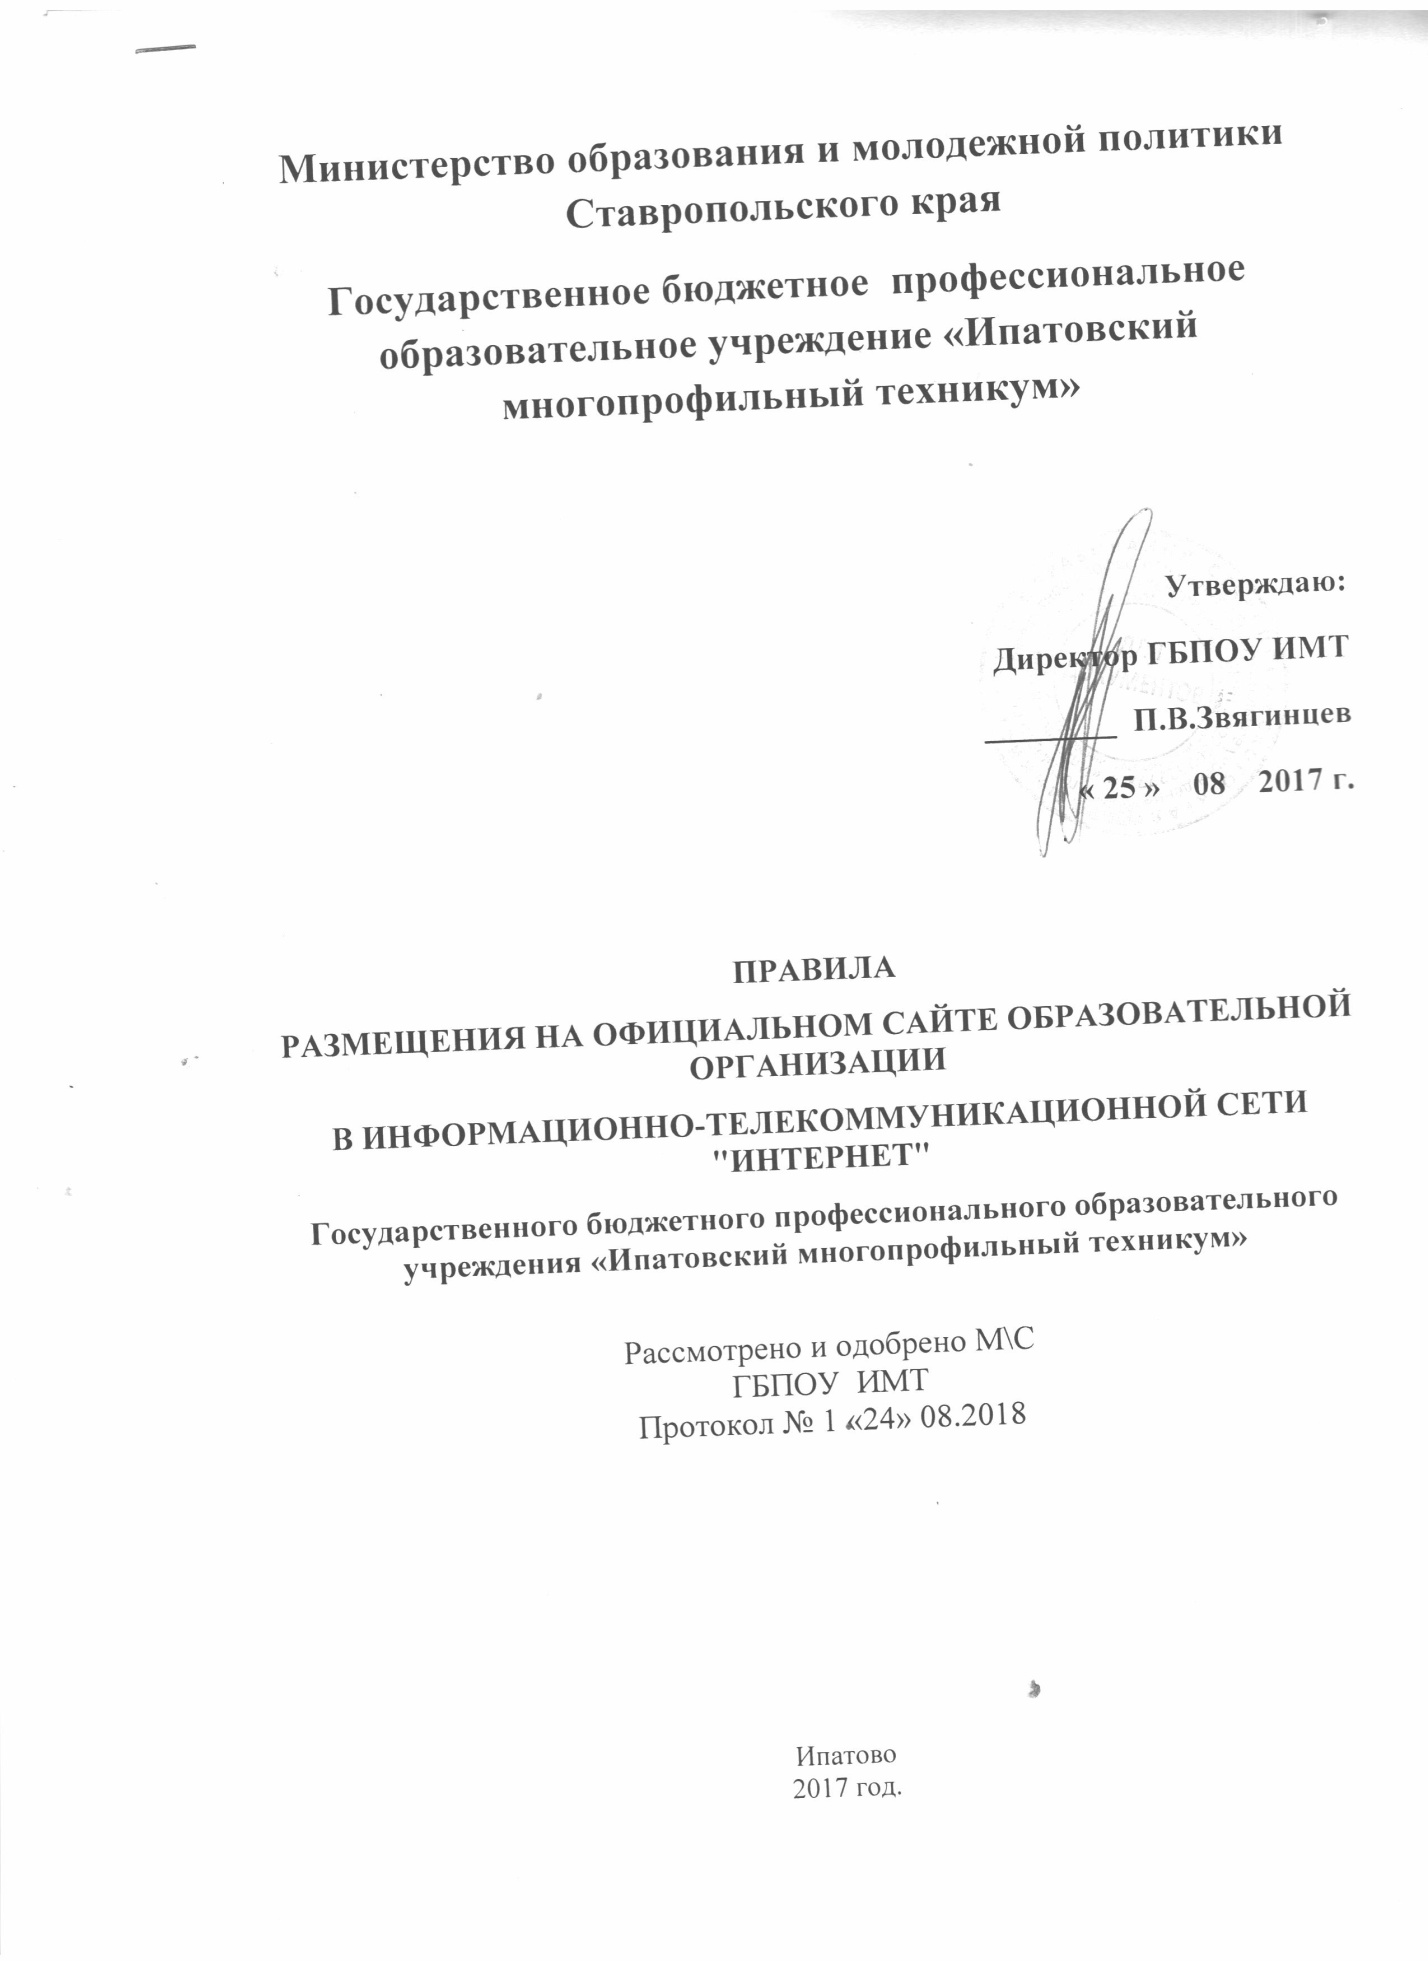 Министерство образования и молодежной политики
Ставропольского края
Государственное бюджетное профессиональное
образовательное учреждение «Ипатовский
многопрофильный техникум»
Утверждаю:
Директор ГБПОУ ИМТ
________ П.В.Звягинцев
« 25 » 08 2017 г.
ПРАВИЛА
РАЗМЕЩЕНИЯ НА ОФИЦИАЛЬНОМ САЙТЕ ОБРАЗОВАТЕЛЬНОЙ
ОРГАНИЗАЦИИ
В ИНФОРМАЦИОННО-ТЕЛЕКОММУНИКАЦИОННОЙ СЕТИ
"ИНТЕРНЕТ"
Государственного бюджетного профессионального образовательного
учреждения «Ипатовский многопрофильный техникум»
Рассмотрено и одобрено М\С
ГБПОУ ИМТ
Протокол № 1 «24» 08.2018
Ипатово
2017 год.